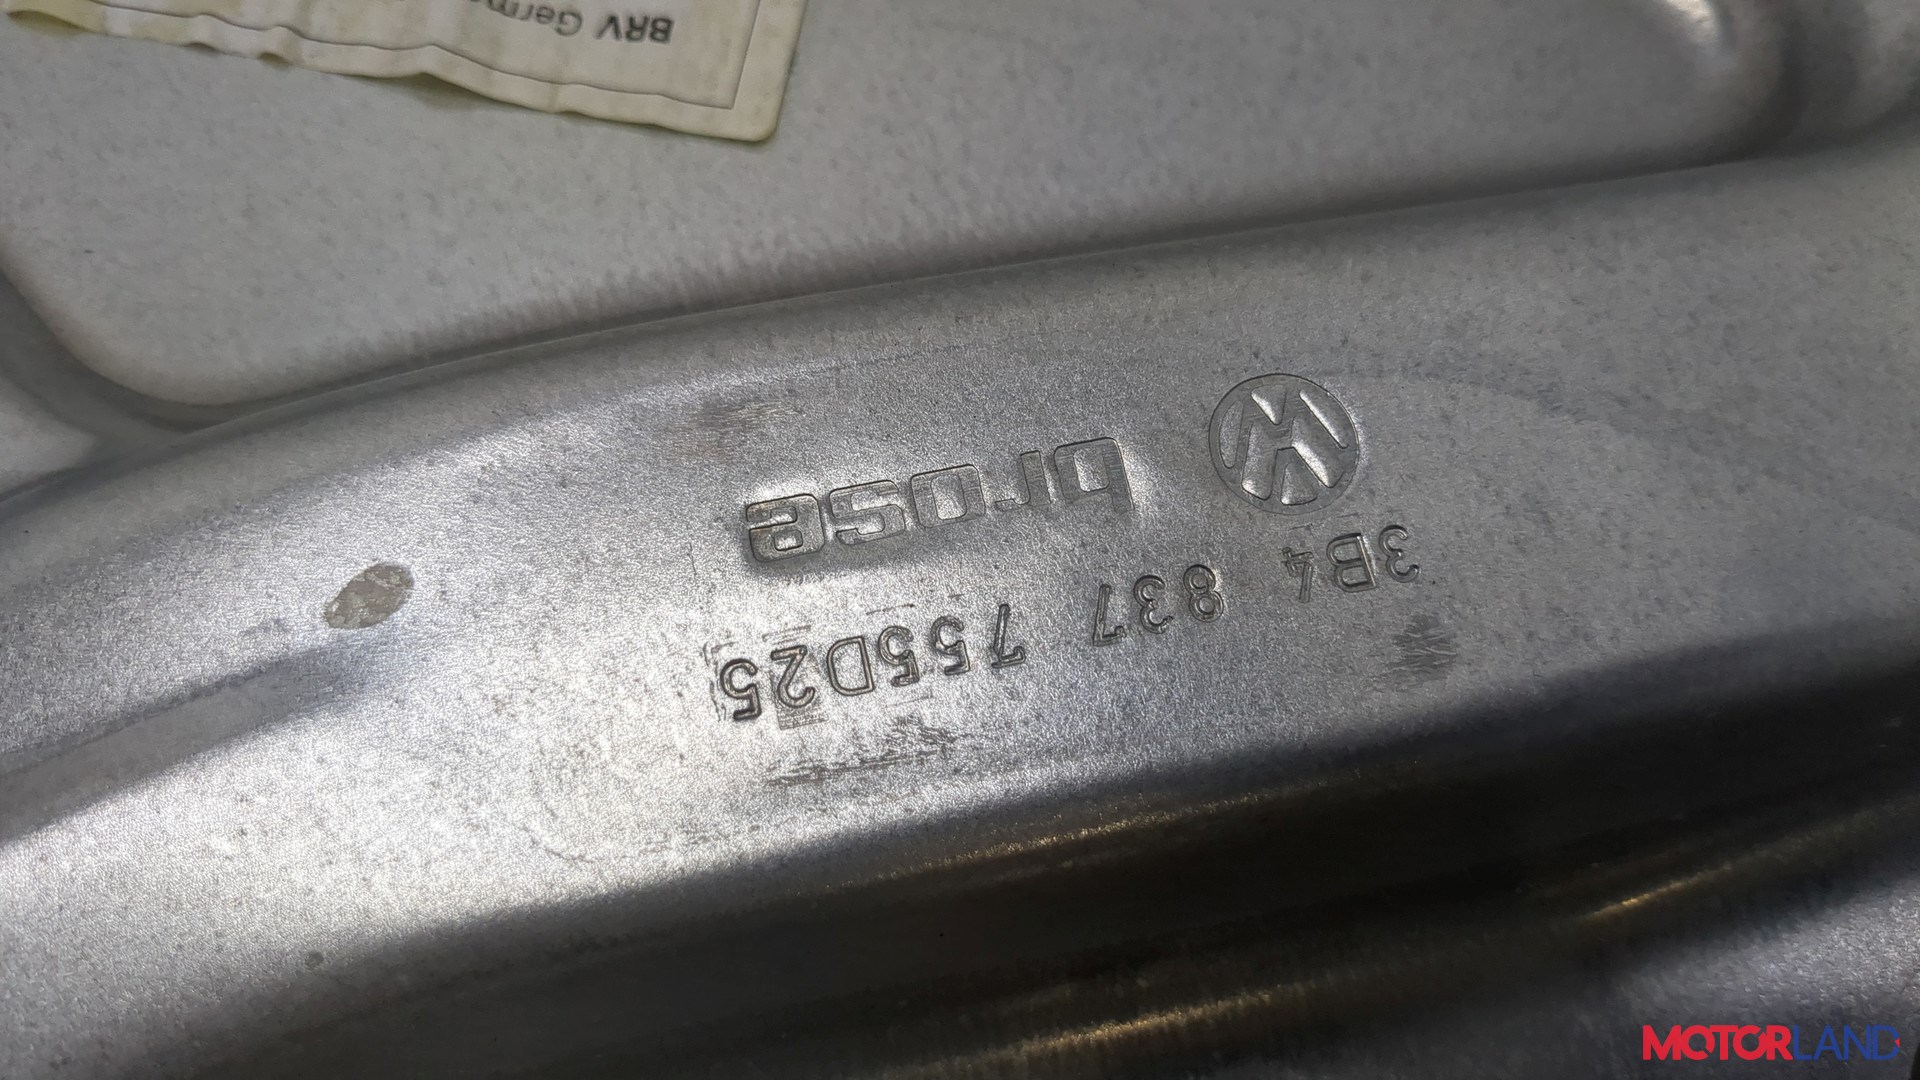 3B4 837 755D25
brose
BRV
MOTORLAND